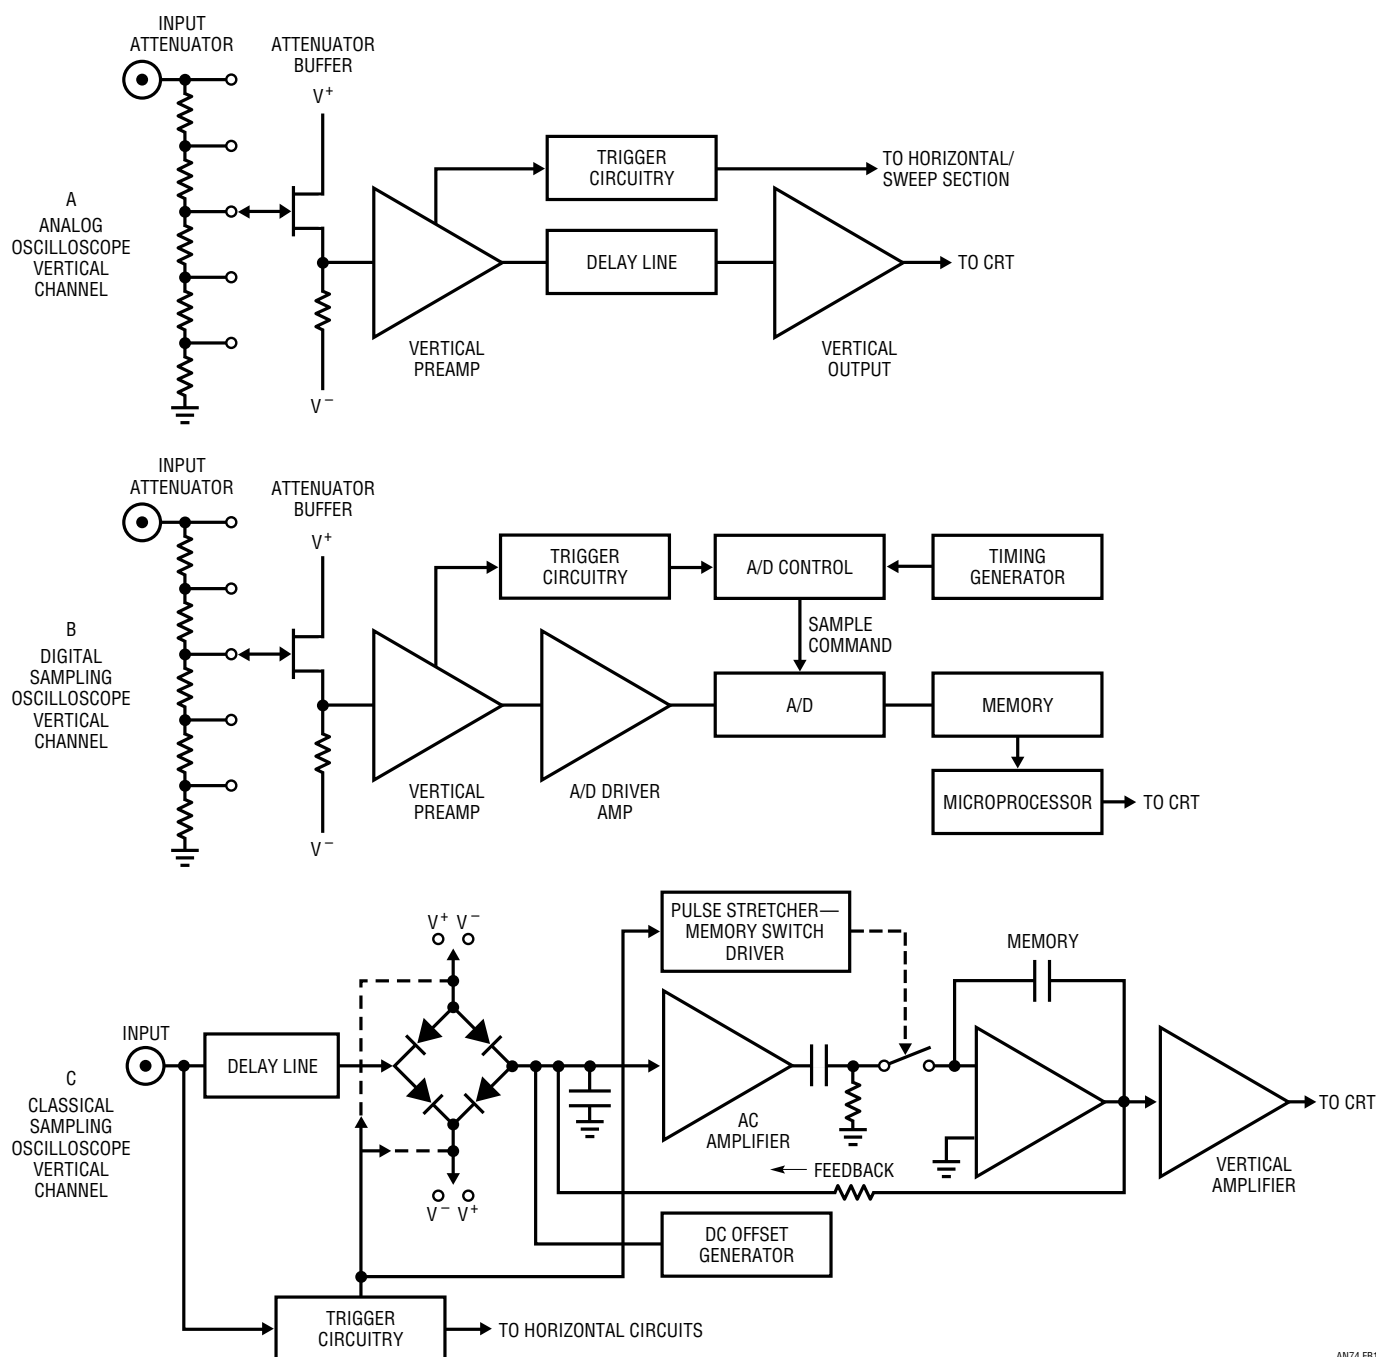 INPUT
ATTENUATOR
ATTENUATOR
BUFFER
V+
A
ANALOG
OSCILLOSCOPE
VERTICAL
CHANNEL
TRIGGER
CIRCUITRY
TO HORIZONTAL/
SWEEP SECTION
DELAY LINE
TO CRT
VERTICAL
PREAMP
VERTICAL
OUTPUT
V–
INPUT
ATTENUATOR
ATTENUATOR
BUFFER
V+
B
DIGITAL
SAMPLING
OSCILLOSCOPE
VERTICAL
CHANNEL
TRIGGER
CIRCUITRY
A/D CONTROL
TIMING
GENERATOR
SAMPLE
COMMAND
A/D
MEMORY
VERTICAL
PREAMP
A/D DRIVER
AMP
MICROPROCESSOR
TO CRT
V–
V+ V–
PULSE STRETCHER—
MEMORY SWITCH
DRIVER
MEMORY
INPUT
DELAY LINE
C
CLASSICAL
SAMPLING
OSCILLOSCOPE
VERTICAL
CHANNEL
AC
AMPLIFIER
TO CRT
FEEDBACK
VERTICAL
AMPLIFIER
V– V+
DC OFFSET
GENERATOR
TRIGGER
CIRCUITRY
TO HORIZONTAL CIRCUITS